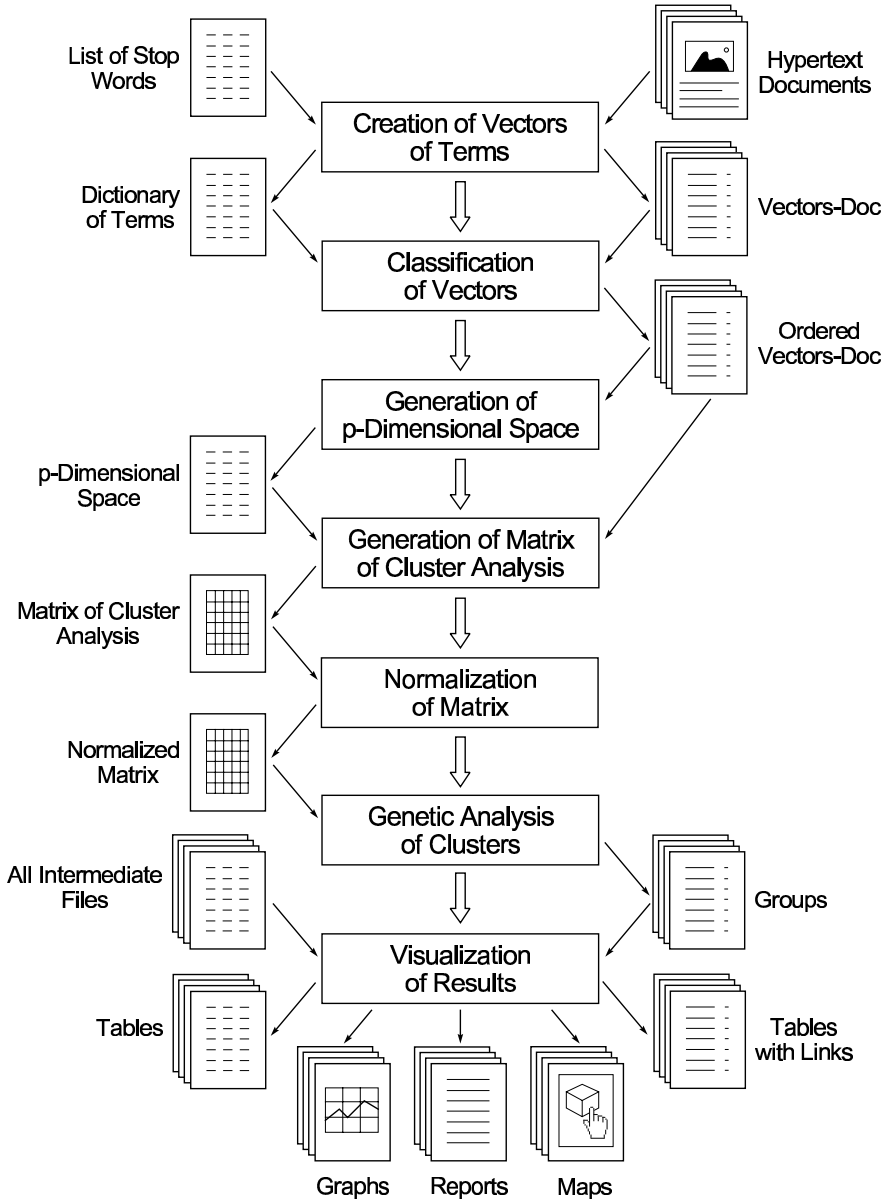 List of Stop
Words
Hypertext
Documents
Creation of Vectors
of Terms
Dictionary
of Terms
Vectors-Doc
Classification
of Vectors
Ordered
Vectors-Doc
Generation of
p-Dimensional Space
p-Dimensional
Space
Generation of Matrix
of Cluster Analysis
Matrix of Cluster
Analysis
Normalization
of Matrix
Normalized
Matrix
Genetic Analysis
of Clusters
All Intermediate
Files
Groups
Visualization
of Results
Tables
Tables
with Links
Graphs
Reports
Maps